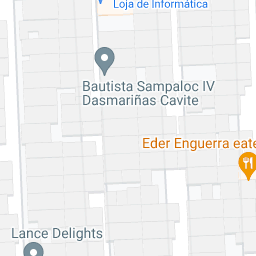 Loja de Informática
Bautista Sampaloc IV
Dasmariñas Cavite
Eder Enguerra eate
Lance Delights